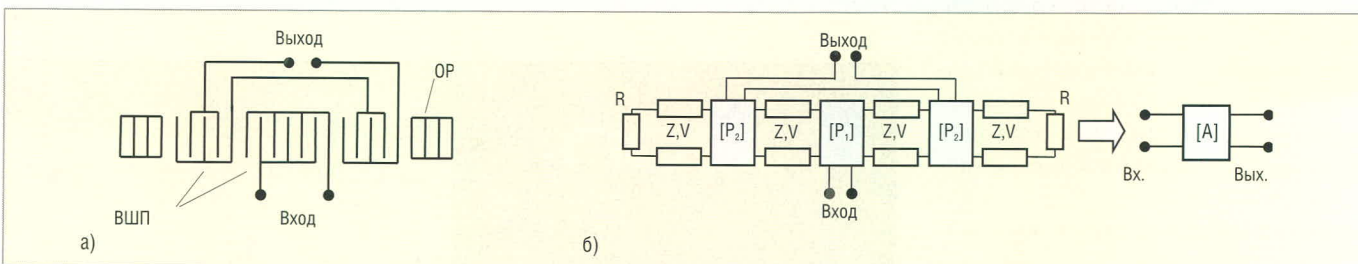 Выход
ОР
ВШП
Вход
а)
Выход
R
Z,V
[P₂]
Z,V
[P₁]
Z,V
[P₂]
Z,V
R
[A]
Вх.
Вых.
Вход
б)